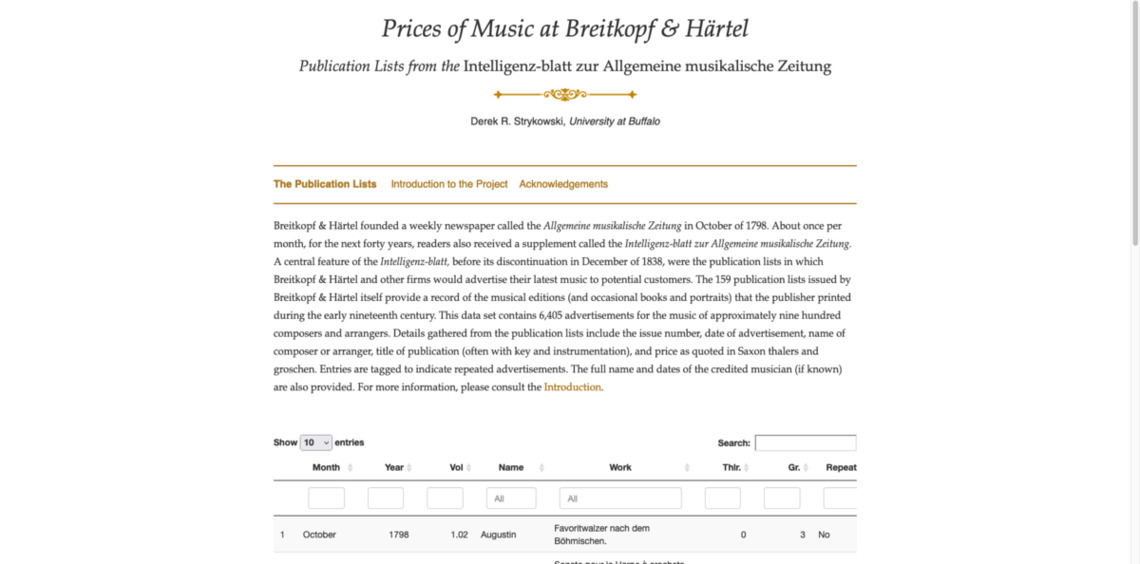 Prices of Music at Breitkopf & Härtel
Publication Lists from the Intelligenz-blatt zur Allgemeine musikalische Zeitung
Derek R. Strykowski, University at Buffalo
The Publication Lists Introduction to the Project Acknowledgements
Breitkopf & Härtel founded a weekly newspaper called the Allgemeine musikalische Zeitung in October of 1798. About once per
month, for the next forty years, readers also received a supplement called the Intelligenz-blatt zur Allgemeine musikalische Zeitung.
A central feature of the Intelligenz-blatt, before its discontinuation in December of 1838, were the publication lists in which
Breitkopf & Härtel and other firms would advertise their latest music to potential customers. The 159 publication lists issued by
Breitkopf & Härtel itself provide a record of the musical editions (and occasional books and portraits) that the publisher printed
during the early nineteenth century. This data set contains 6,405 advertisements for the music of approximately nine hundred
composers and arrangers. Details gathered from the publication lists include the issue number, date of advertisement, name of
composer or arranger, title of publication (often with key and instrumentation), and price as quoted in Saxon thalers and
groschen. Entries are tagged to indicate repeated advertisements. The full name and dates of the credited musician (if known)
are also provided. For more information, please consult the Introduction.
Show 10 entries Search:
Month Year Vol Name Work Thlr. Gr. Repeat
All All
1 October 1798 1.02 Augustin Favoritwalzer nach dem
Böhmischen. 0 3 No